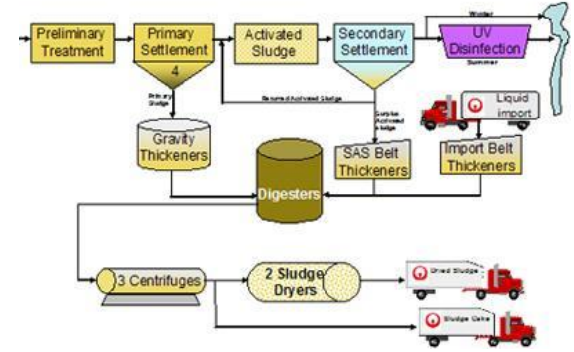 Preliminary
Treatment
Primary
Settlement
4
Activated
Sludge
Secondary
Settlement
Winter
UV
Disinfection
Summer
Primary
Sludge
Returned Activated Sludge
Surplus
Activated
sludge
Liquid
import
Gravity
Thickeners
Digesters
SAS Belt
Thickeners
Import Belt
Thickeners
3 Centrifuges
2 Sludge
Dryers
Dried Sludge
Sludge Cake